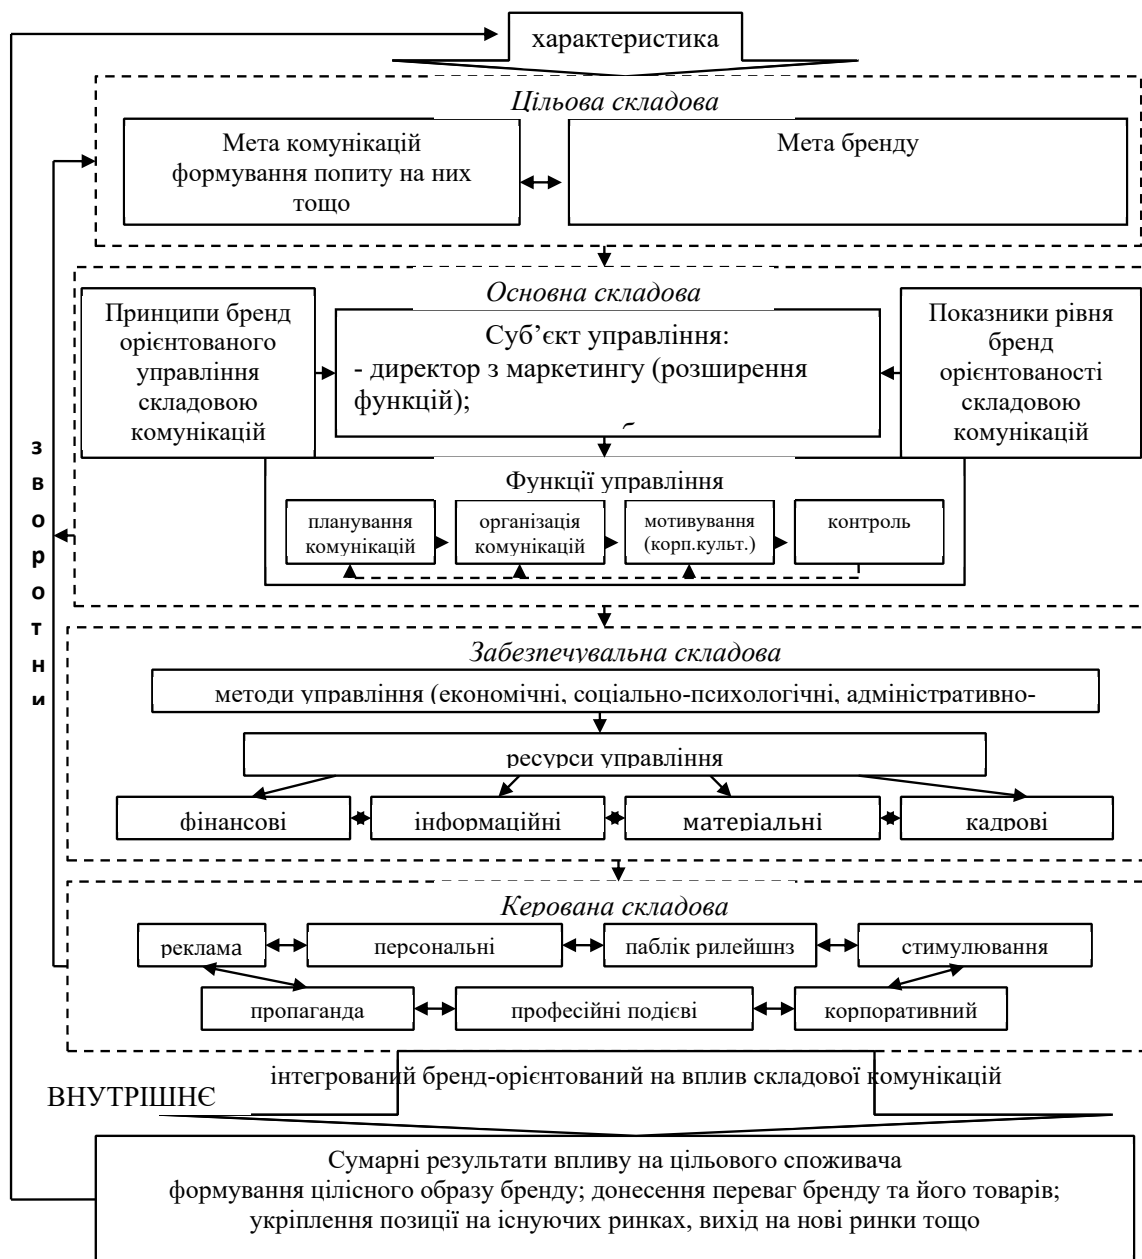 характеристика
Цільова складова
Мета комунікацій
формування попиту на них
тощо
Мета бренду
Основна складова
Принципи бренд
орієнтованого
управління
складовою
комунікацій
Суб’єкт управління:
- директор з маркетингу (розширення
функцій);
Показники рівня
бренд
орієнтованості
складовою
комунікацій
Функції управління
планування
комунікацій
організація
комунікацій
мотивування
(корп.культ.)
контроль
з
в
о
р
о
т
н
и
Забезпечувальна складова
методи управління (економічні, соціально-психологічні, адміністративно-
ресурси управління
фінансові
інформаційні
матеріальні
кадрові
Керована складова
реклама
персональні
паблік рилейшнз
стимулювання
пропаганда
професійні подієві
корпоративний
інтегрований бренд-орієнтований на вплив складової комунікацій
ВНУТРІШНЄ
Сумарні результати впливу на цільового споживача
формування цілісного образу бренду; донесення переваг бренду та його товарів;
укріплення позиції на існуючих ринках, вихід на нові ринки тощо